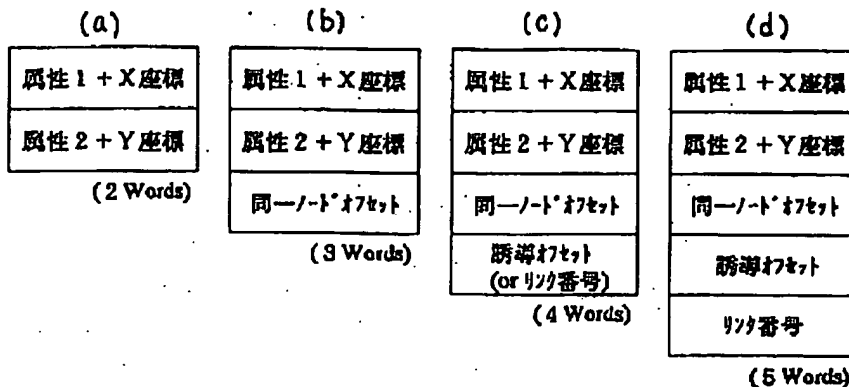 (a)
属性1+X座標
属性2+Y座標
(2 Words)
(b)
属性1+X座標
属性2+Y座標
同一ノードオフセット
(3 Words)
(c)
属性1+X座標
属性2+Y座標
同一ノードオフセット
誘導オフセット
(or リンク番号)
(4 Words)
(d)
属性1+X座標
属性2+Y座標
同一ノードオフセット
誘導オフセット
リンク番号
(5 Words)